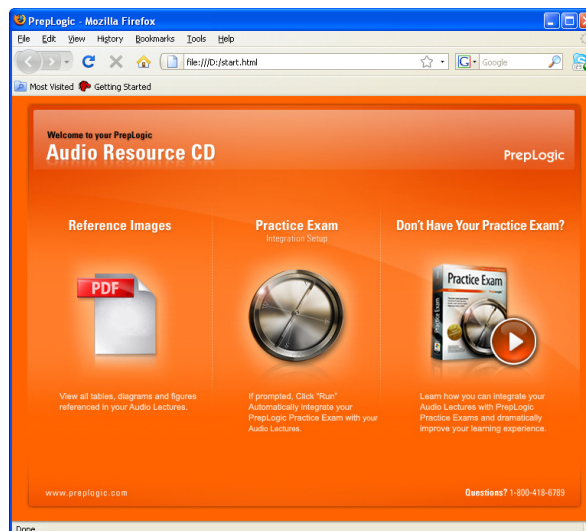 PrepLogic - Mozilla Firefox
File Edit View History Bookmarks Tools Help
file:///D:/start.html
G Google
Most Visited Getting Started
Welcome to your PrepLogic
Audio Resource CD
PrepLogic
Reference Images
PDF
View all tables, diagrams and figures
referenced in your Audio Lectures.
Practice Exam
Integration Setup
If prompted, Click "Run"
Automatically integrate your
PrepLogic Practice Exam with your
Audio Lectures.
Don't Have Your Practice Exam?
Practice Exam
Practice Exam
Learn how you can integrate your
Audio Lectures with PrepLogic
Practice Exams and dramatically
improve your learning experience.
www.preplogic.com
Questions? 1-800-418-6789
Done